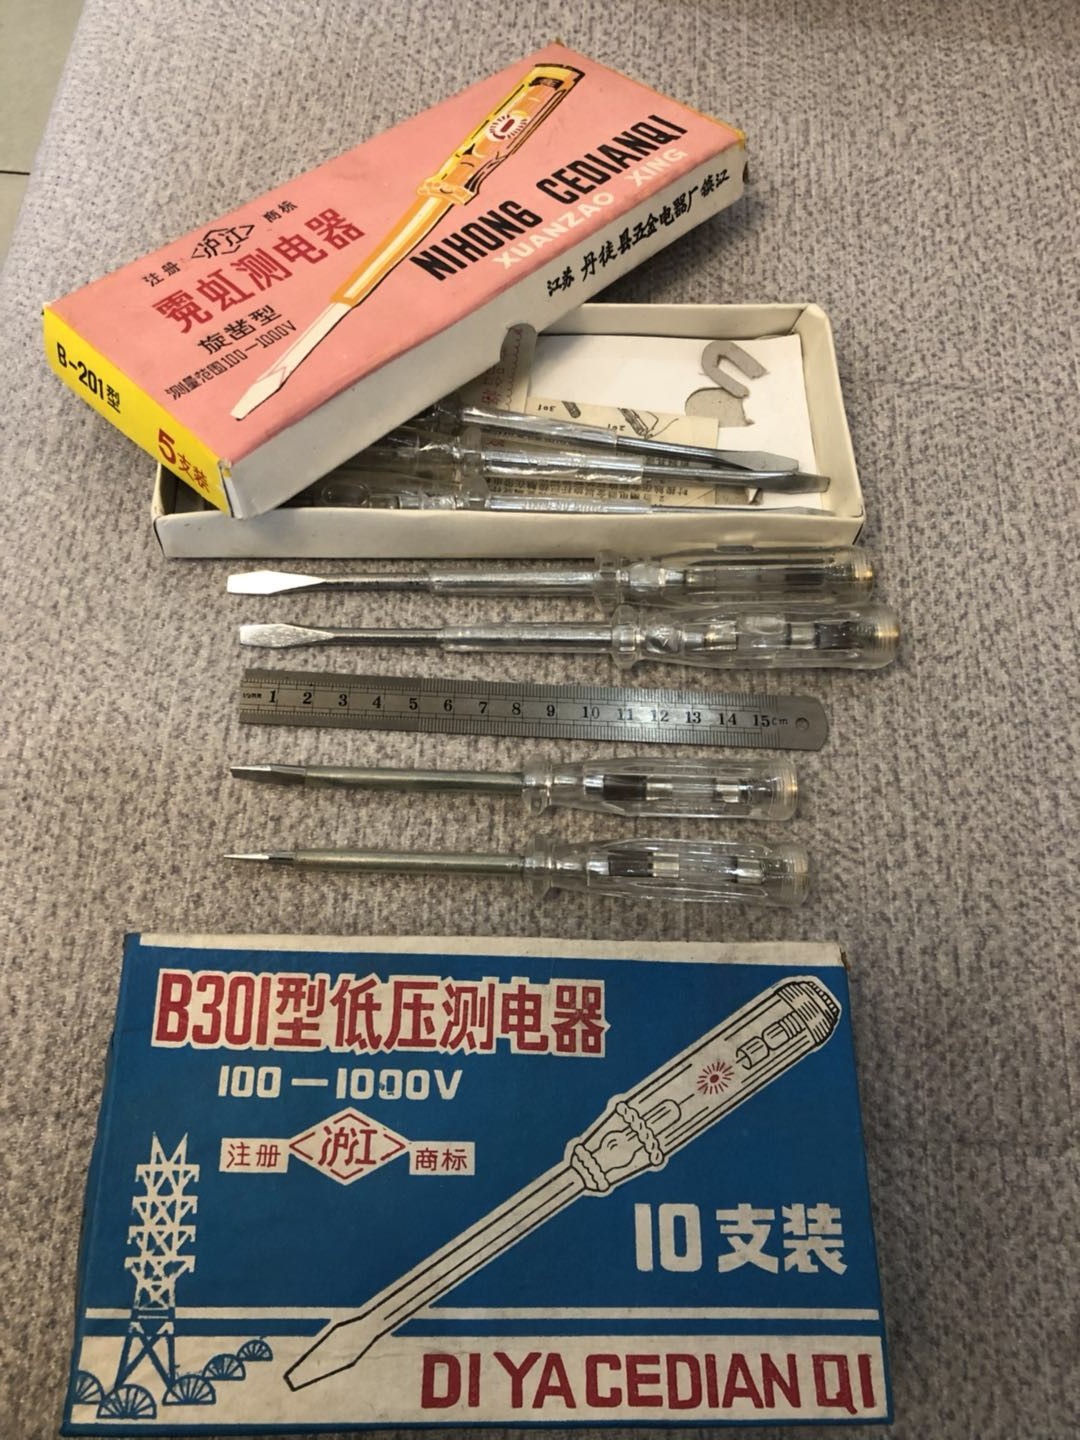 注册 沪江 商标
霓虹测电器
旋凿型
测量范围100—1000V
NIHONG CEDIANQI
XUANZAO XING
江苏 丹徒县五金电器厂 镇江
B-201型
5支装
301
201
1 2 3 4 5 6 7 8 9 10 11 12 13 14 15cm
B301型低压测电器
100—1000V
注册 沪江 商标
10支装
DI YA CEDIAN QI